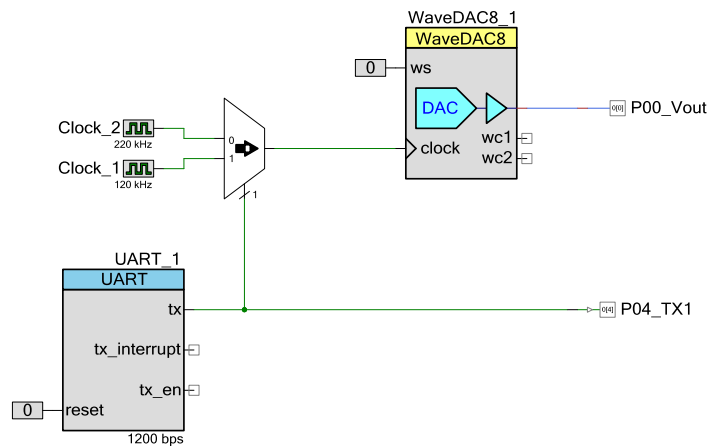 WaveDAC8_1
WaveDAC8
0
ws
DAC
0[0]
P00_Vout
Clock_2
220 kHz
0
wc1
Clock_1
120 kHz
1
clock
wc2
1
UART_1
UART
tx
0[4]
P04_TX1
tx_interrupt
tx_en
0
reset
1200 bps